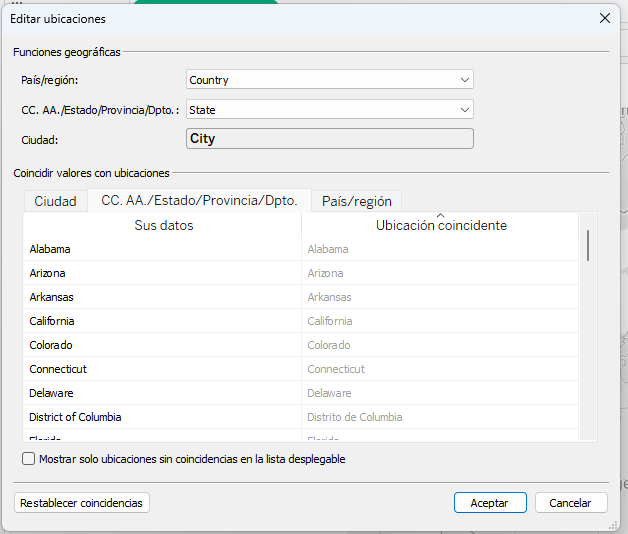 Editar ubicaciones
Funciones geográficas
País/región: Country
CC. AA./Estado/Provincia/Dpto.: State
Ciudad: City
Coincidir valores con ubicaciones
Ciudad CC. AA./Estado/Provincia/Dpto. País/región
Sus datos Ubicación coincidente
Alabama Alabama
Arizona Arizona
Arkansas Arkansas
California California
Colorado Colorado
Connecticut Connecticut
Delaware Delaware
District of Columbia Distrito de Columbia
Florida Florida
Mostrar solo ubicaciones sin coincidencias en la lista desplegable
Restablecer coincidencias Aceptar Cancelar